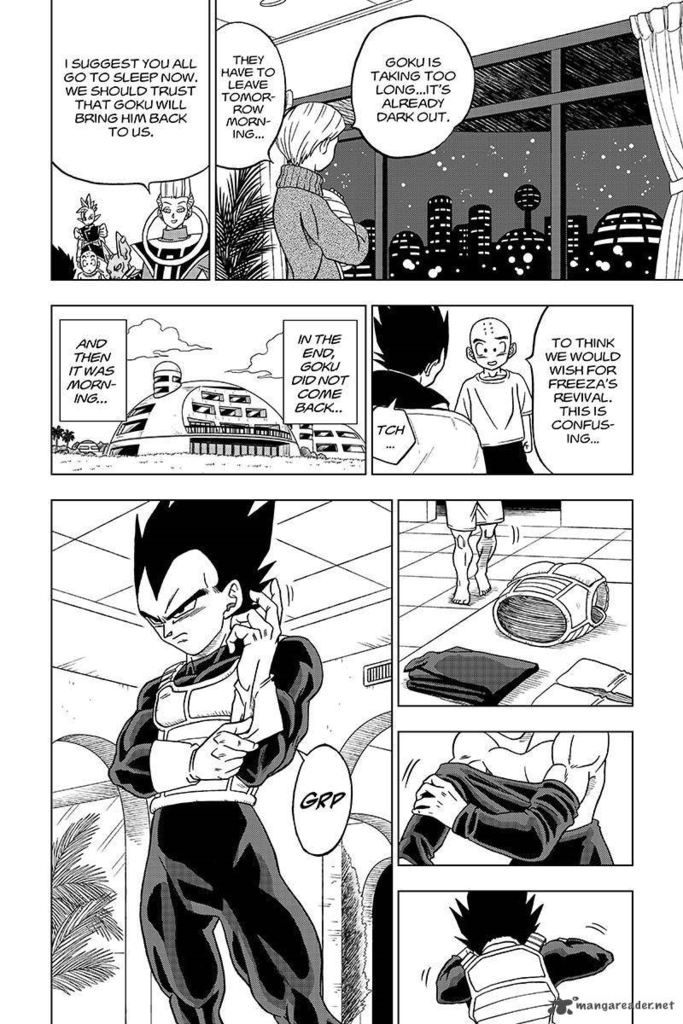 GOKU IS
TAKING TOO
LONG...IT'S
ALREADY
DARK OUT.
THEY
HAVE TO
LEAVE
TOMOR-
ROW
MORN-
ING...
I SUGGEST YOU ALL
GO TO SLEEP NOW.
WE SHOULD TRUST
THAT GOKU WILL
BRING HIM BACK
TO US.
TO THINK
WE WOULD
WISH FOR
FREEZA'S
REVIVAL.
THIS IS
CONFUS-
ING...
TCH
...
IN THE
END,
GOKU
DID NOT
COME
BACK...
AND
THEN
IT WAS
MORN-
ING...
GRP
mangareader.net